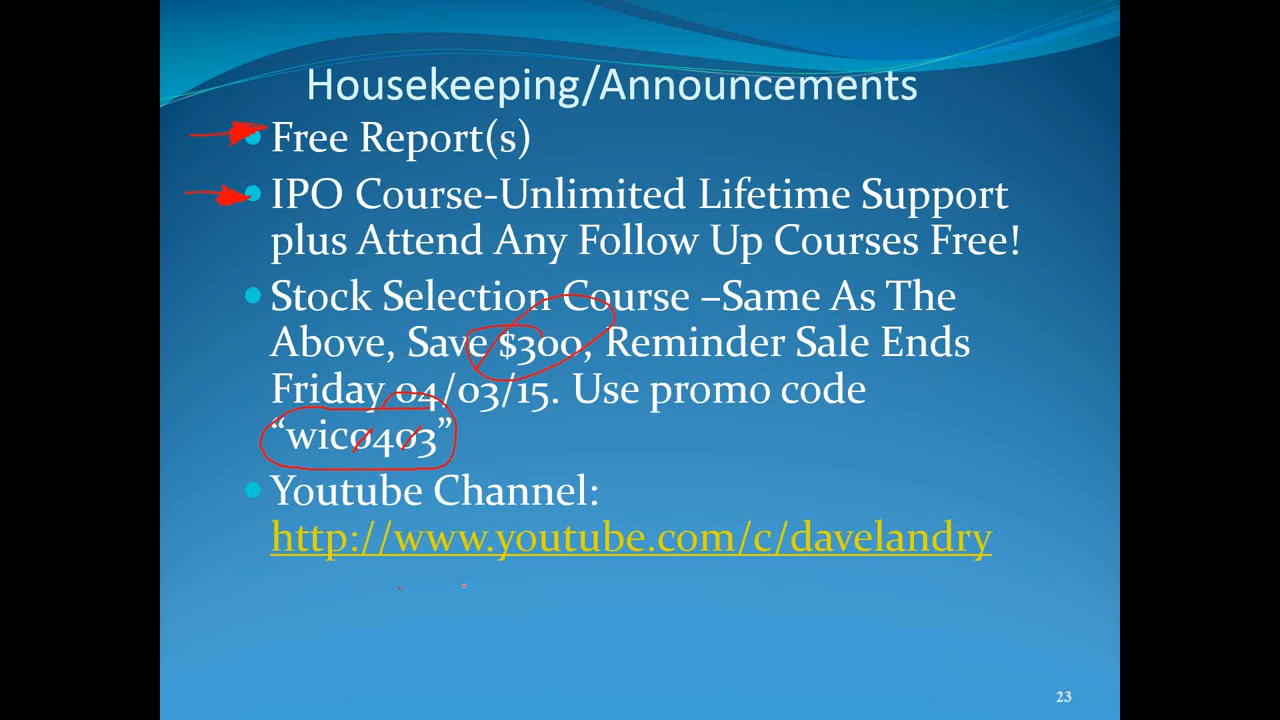 Housekeeping/Announcements
Free Report(s)
IPO Course-Unlimited Lifetime Support
plus Attend Any Follow Up Courses Free!
Stock Selection Course –Same As The
Above, Save $300, Reminder Sale Ends
Friday 04/03/15. Use promo code
“wic0403”
Youtube Channel:
http://www.youtube.com/c/davelandry
23